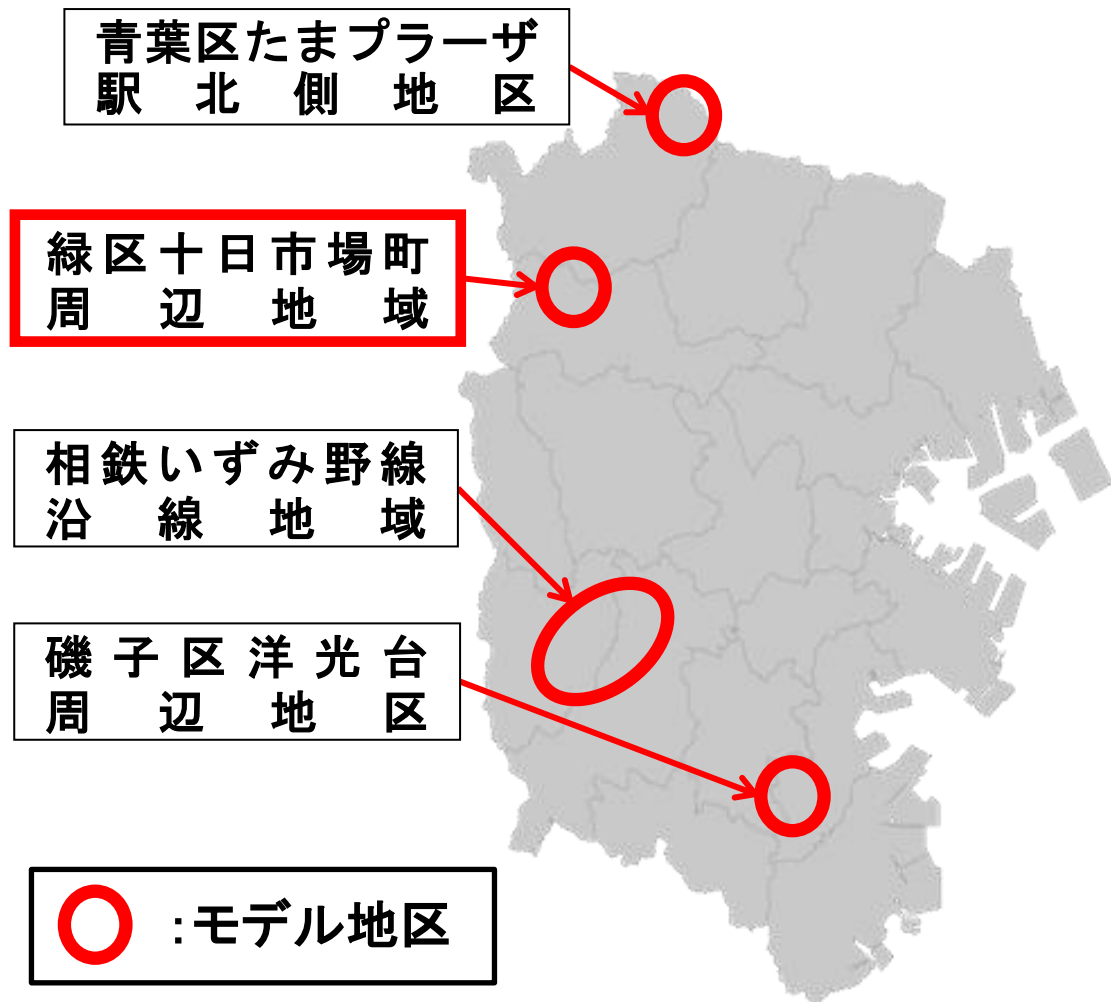 青葉区たまプラーザ
駅北側地区
緑区十日市場町
周辺地域
相鉄いずみ野線
沿線地域
磯子区洋光台
周辺地区
:モデル地区